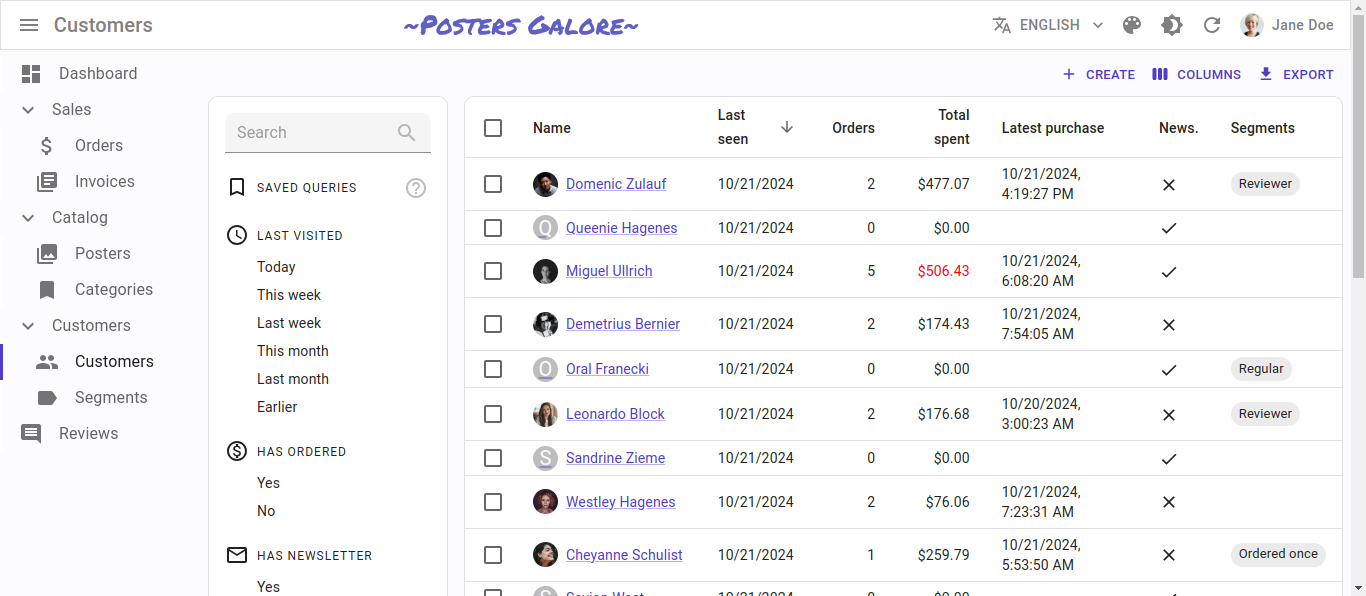 Customers
~Posters Galore~
ENGLISH
Jane Doe
Dashboard
Sales
Orders
Invoices
Catalog
Posters
Categories
Customers
Customers
Segments
Reviews
CREATE
COLUMNS
EXPORT
Search
SAVED QUERIES
LAST VISITED
Today
This week
Last week
This month
Last month
Earlier
HAS ORDERED
Yes
No
HAS NEWSLETTER
Yes
Name Last seen Orders Total spent Latest purchase News. Segments
Domenic Zulauf 10/21/2024 2 $477.07 10/21/2024, 4:19:27 PM Reviewer
Q Queenie Hagenes 10/21/2024 0 $0.00
Miguel Ullrich 10/21/2024 5 $506.43 10/21/2024, 6:08:20 AM
Demetrius Bernier 10/21/2024 2 $174.43 10/21/2024, 7:54:05 AM
O Oral Franecki 10/21/2024 0 $0.00 Regular
Leonardo Block 10/21/2024 2 $176.68 10/20/2024, 3:00:23 AM Reviewer
S Sandrine Zieme 10/21/2024 0 $0.00
Westley Hagenes 10/21/2024 2 $76.06 10/21/2024, 7:23:31 AM
Cheyanne Schulist 10/21/2024 1 $259.79 10/21/2024, 5:53:50 AM Ordered once